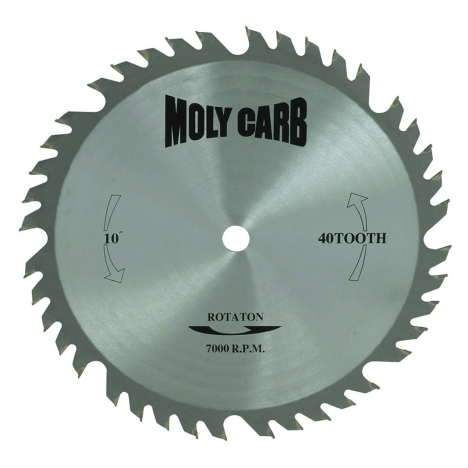 MOLY CARB
10"
40TOOTH
ROTATON
7000 R.P.M.